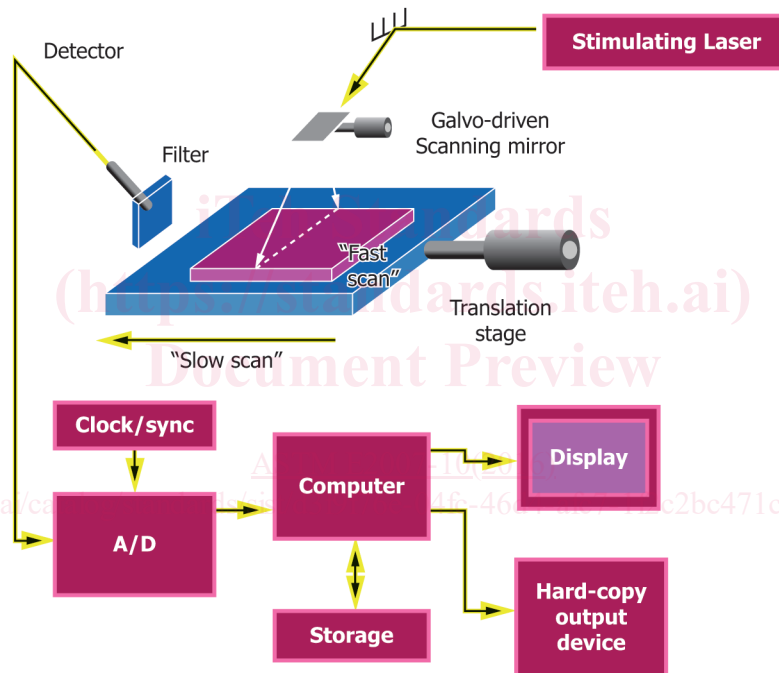 Stimulating Laser
Detector
Galvo-driven
Scanning mirror
Filter
iTeh Standards
"Fast
scan"
(https://standards.iteh.ai)
Translation
stage
"Slow scan"
Document Preview
Clock/sync
Computer
Display
A/D
Hard-copy
output
device
Storage